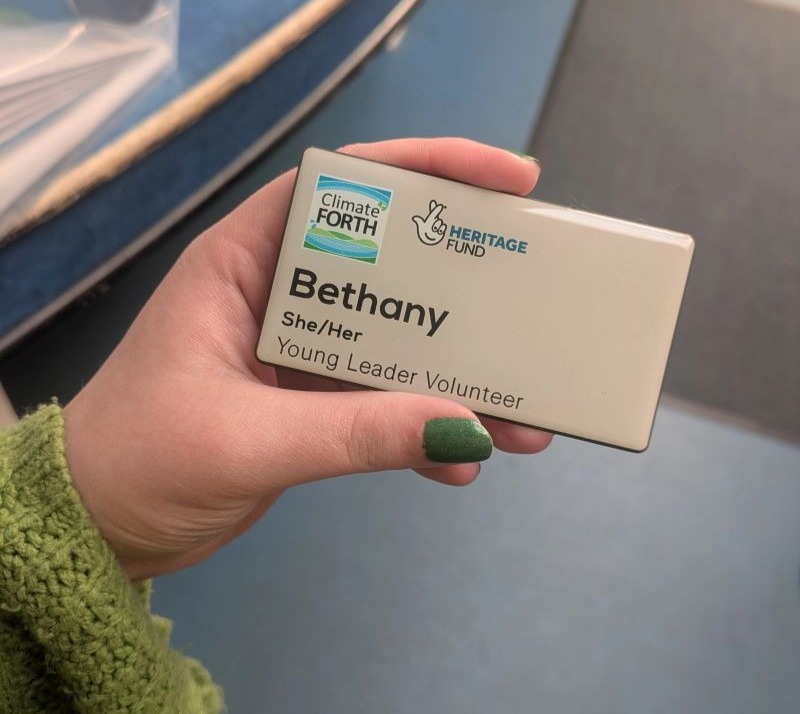 Climate
FORTH
HERITAGE
FUND
Bethany
She/Her
Young Leader Volunteer